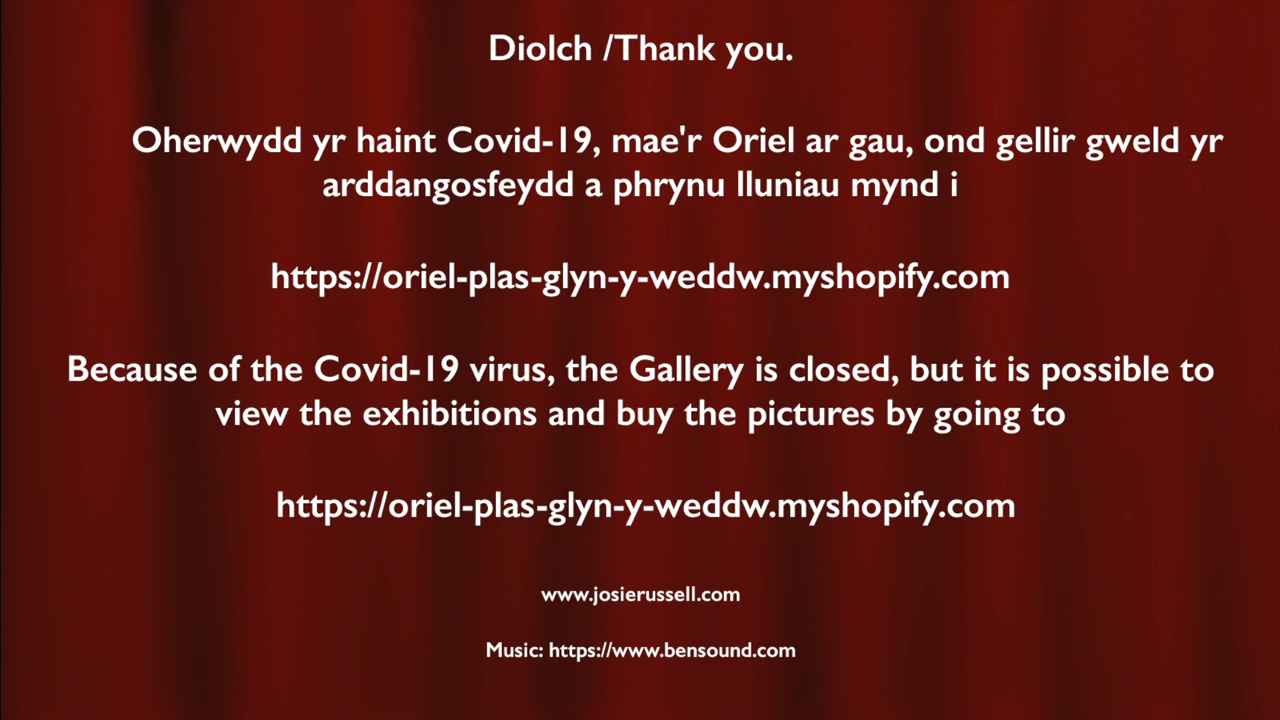 Diolch /Thank you.
Oherwydd yr haint Covid-19, mae'r Oriel ar gau, ond gellir gweld yr
arddangosfeydd a phrynu lluniau mynd i
https://oriel-plas-glyn-y-weddw.myshopify.com
Because of the Covid-19 virus, the Gallery is closed, but it is possible to
view the exhibitions and buy the pictures by going to
https://oriel-plas-glyn-y-weddw.myshopify.com
www.josierussell.com
Music: https://www.bensound.com